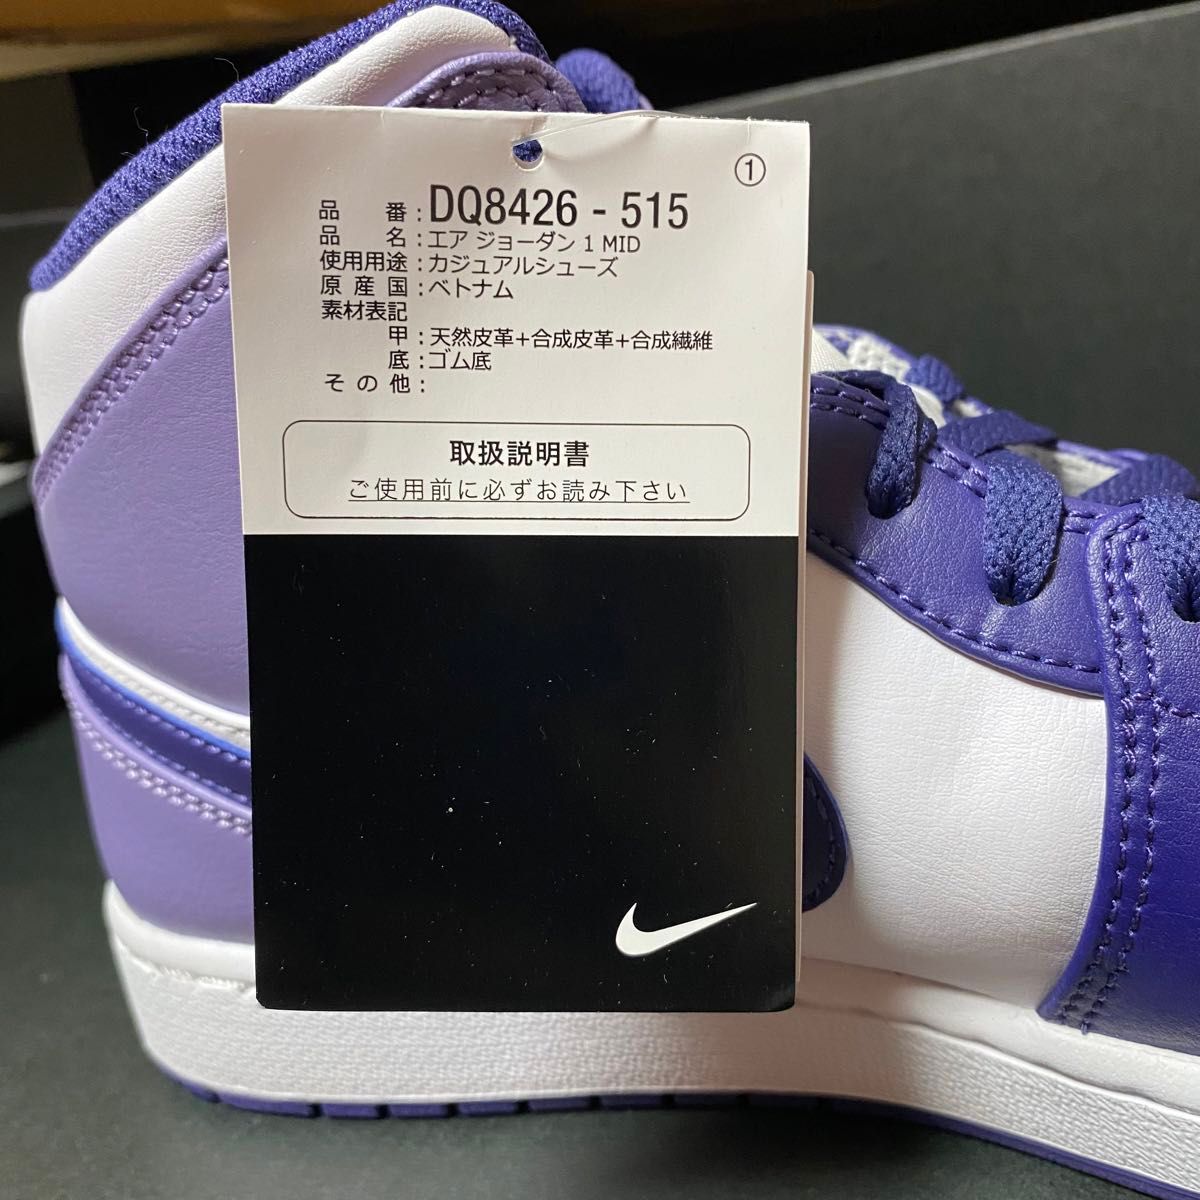 ①
品番:DQ8426 - 515
品名:エア ジョーダン 1 MID
使用用途:カジュアルシューズ
原産国:ベトナム
素材表記
甲:天然皮革+合成皮革+合成繊維
底:ゴム底
その他:
取扱説明書
ご使用前に必ずお読み下さい